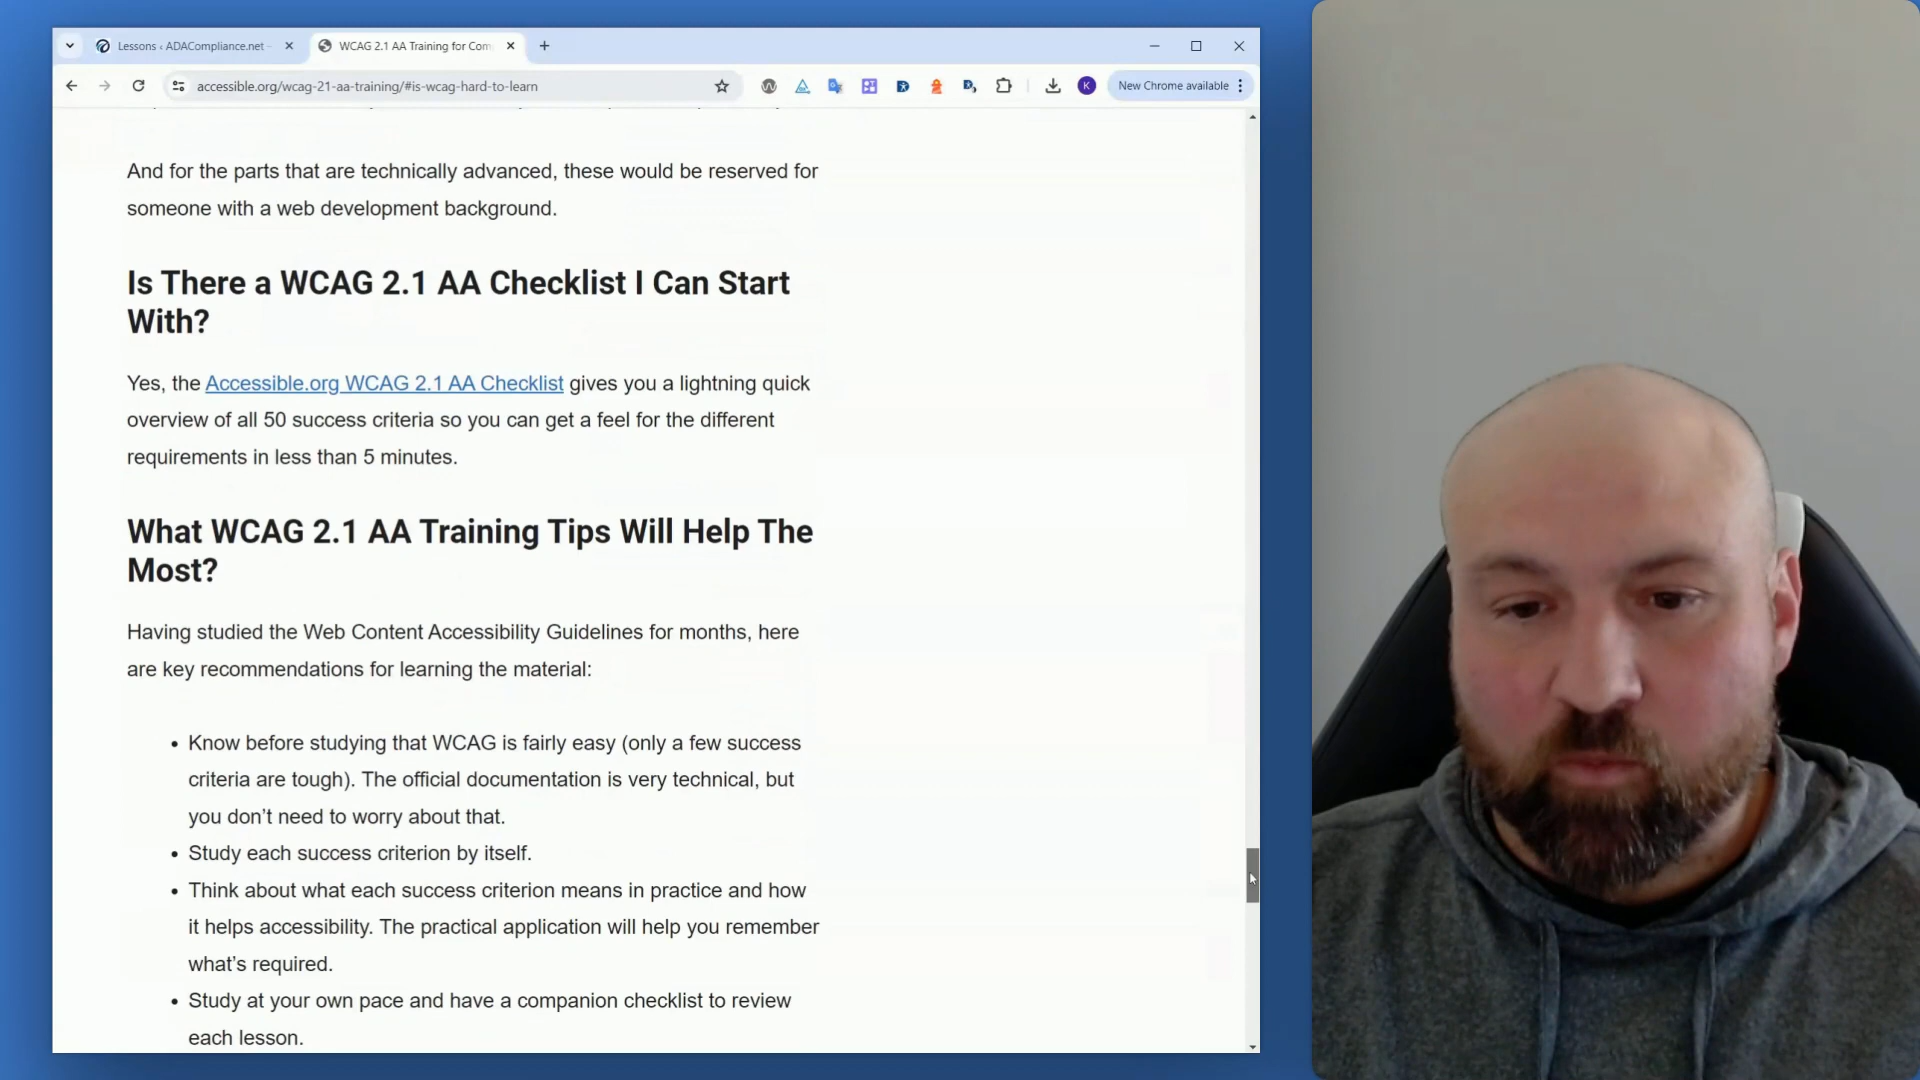 Lessons ‹ ADACompliance.net -
WCAG 2.1 AA Training for Com
accessible.org/wcag-21-aa-training/#is-wcag-hard-to-learn
K
New Chrome available
And for the parts that are technically advanced, these would be reserved for
someone with a web development background.
Is There a WCAG 2.1 AA Checklist I Can Start
With?
Yes, the Accessible.org WCAG 2.1 AA Checklist gives you a lightning quick
overview of all 50 success criteria so you can get a feel for the different
requirements in less than 5 minutes.
What WCAG 2.1 AA Training Tips Will Help The
Most?
Having studied the Web Content Accessibility Guidelines for months, here
are key recommendations for learning the material:
• Know before studying that WCAG is fairly easy (only a few success
criteria are tough). The official documentation is very technical, but
you don’t need to worry about that.
• Study each success criterion by itself.
• Think about what each success criterion means in practice and how
it helps accessibility. The practical application will help you remember
what’s required.
• Study at your own pace and have a companion checklist to review
each lesson.